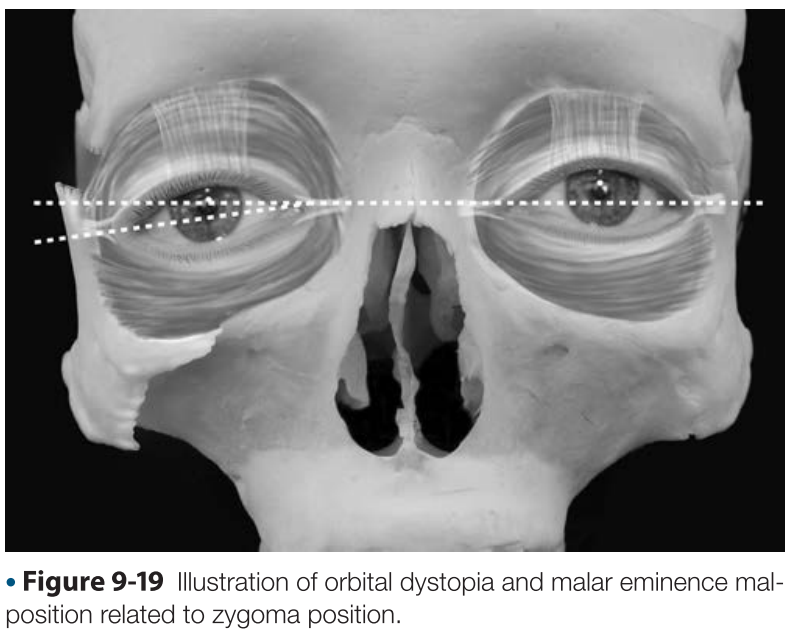 • Figure 9-19 Illustration of orbital dystopia and malar eminence mal-
position related to zygoma position.